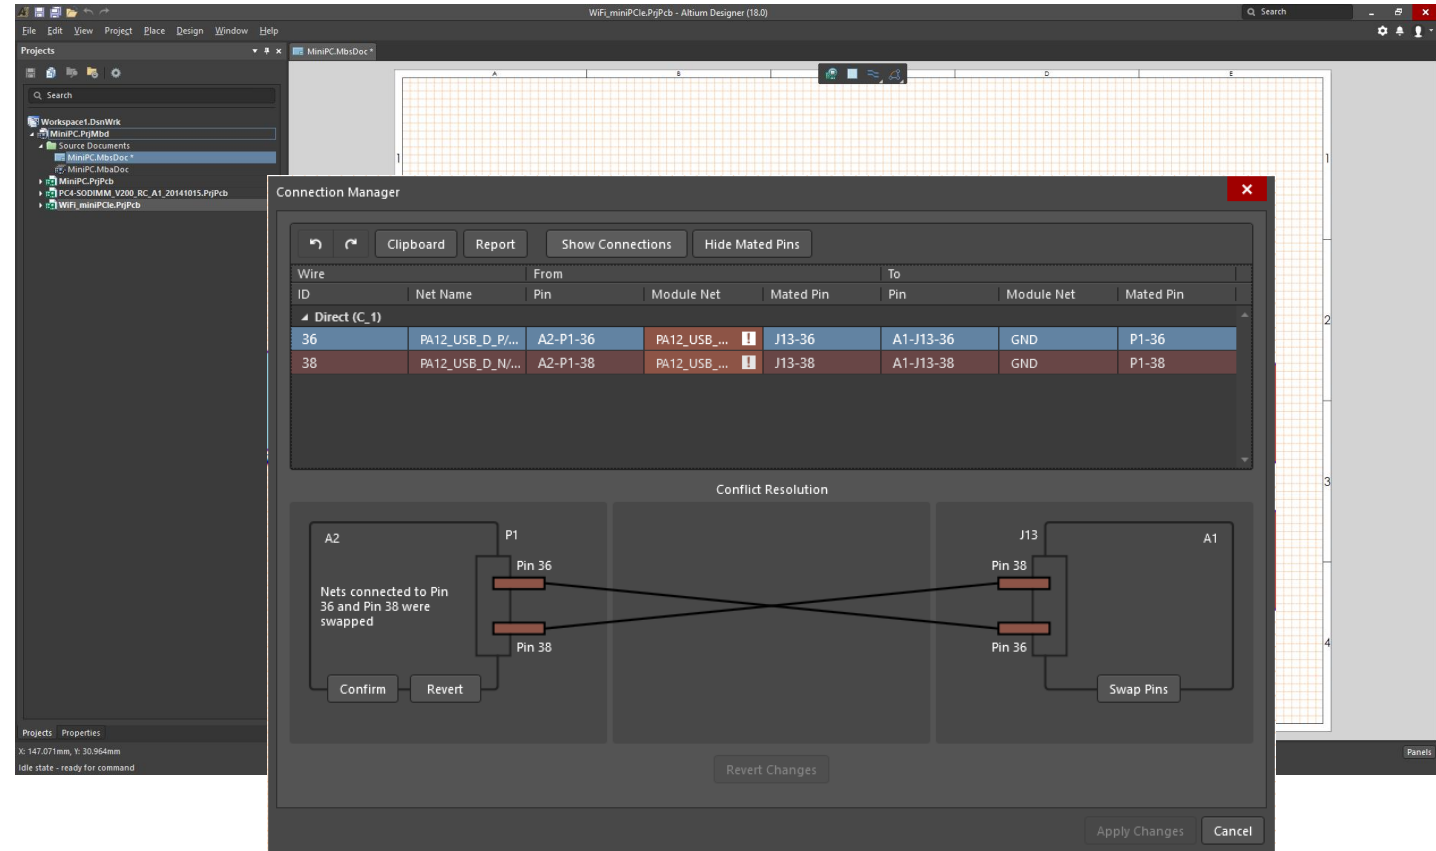 WiFi_miniPCIe.PrjPcb - Altium Designer (18.0)
Search
File Edit View Project Place Design Window Help
Projects
MiniPC.MbsDoc *
Search
Workspace1.DsnWrk
MiniPC.PrjMbd
Source Documents
MiniPC.MbsDoc *
MiniPC.MbaDoc
MiniPC.PrjPcb
PC4-SODIMM_V200_RC_A1_20141015.PrjPcb
WiFi_miniPCIe.PrjPcb
A B D E
1 1
2
3
4
Connection Manager
Clipboard Report Show Connections Hide Mated Pins
Wire From To
ID Net Name Pin Module Net Mated Pin Pin Module Net Mated Pin
Direct (C_1)
36 PA12_USB_D_P/... A2-P1-36 PA12_USB_... ! J13-36 A1-J13-36 GND P1-36
38 PA12_USB_D_N/... A2-P1-38 PA12_USB_... ! J13-38 A1-J13-38 GND P1-38
Conflict Resolution
A2 P1 J13 A1
Pin 36 Pin 38
Nets connected to Pin
36 and Pin 38 were
swapped
Pin 38 Pin 36
Confirm Revert Swap Pins
Revert Changes
Apply Changes Cancel
Projects Properties
X: 147.071mm, Y: 30.964mm
Idle state - ready for command
Panels